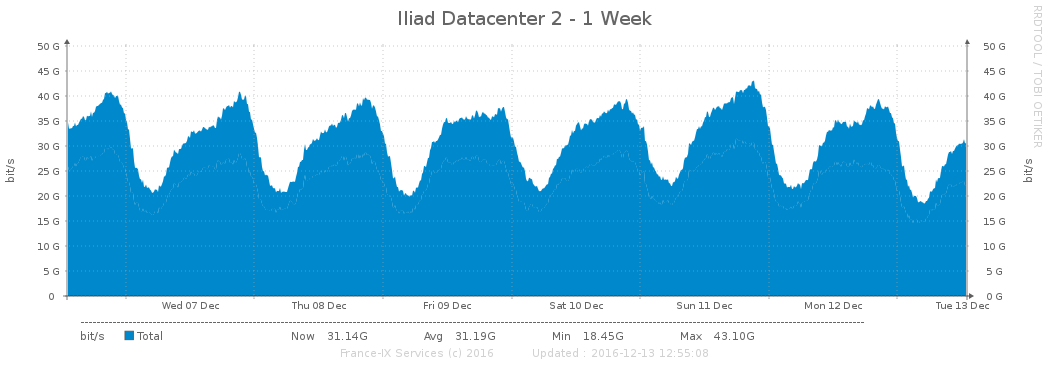 Iliad Datacenter 2 - 1 Week
RRDTOOL / TOBI OETIKER
50 G 50 G
45 G 45 G
40 G 40 G
35 G 35 G
30 G 30 G
25 G 25 G
20 G 20 G
15 G 15 G
10 G 10 G
5 G 5 G
0 0 G
bit/s
bit/s
Wed 07 Dec Thu 08 Dec Fri 09 Dec Sat 10 Dec Sun 11 Dec Mon 12 Dec Tue 13 Dec
bit/s Total Now 31.14G Avg 31.19G Min 18.45G Max 43.10G
France-IX Services (c) 2016 Updated : 2016-12-13 12:55:08